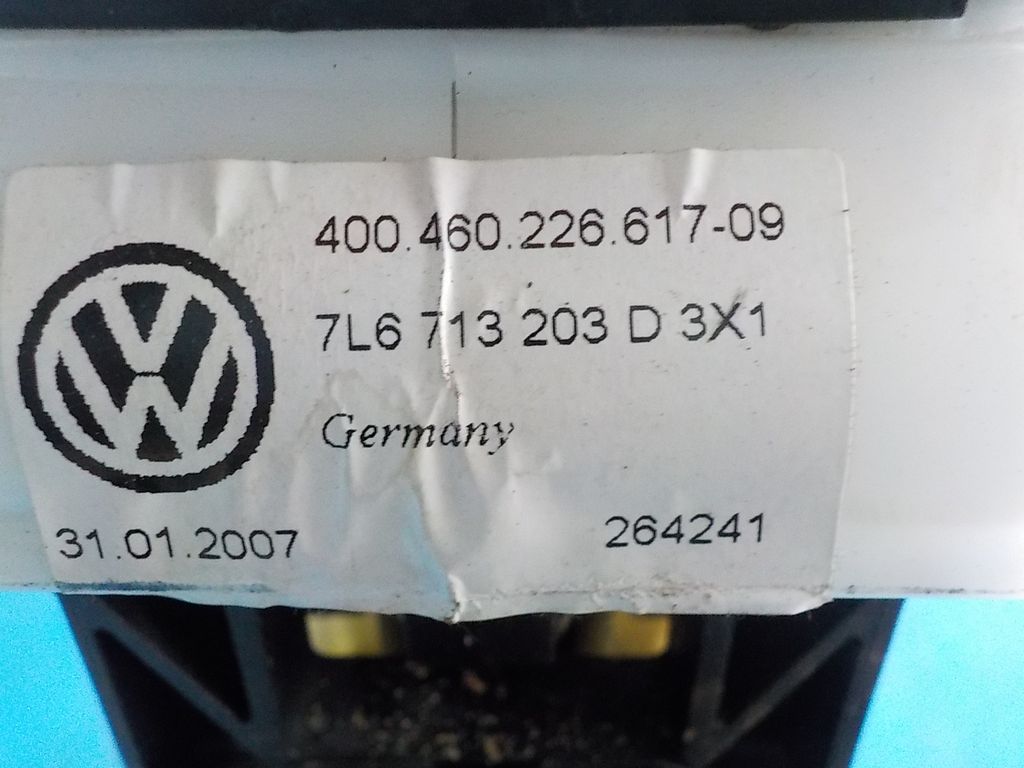 400.460.226.617-09
7L6 713 203 D 3X1
Germany
31.01.2007 264241